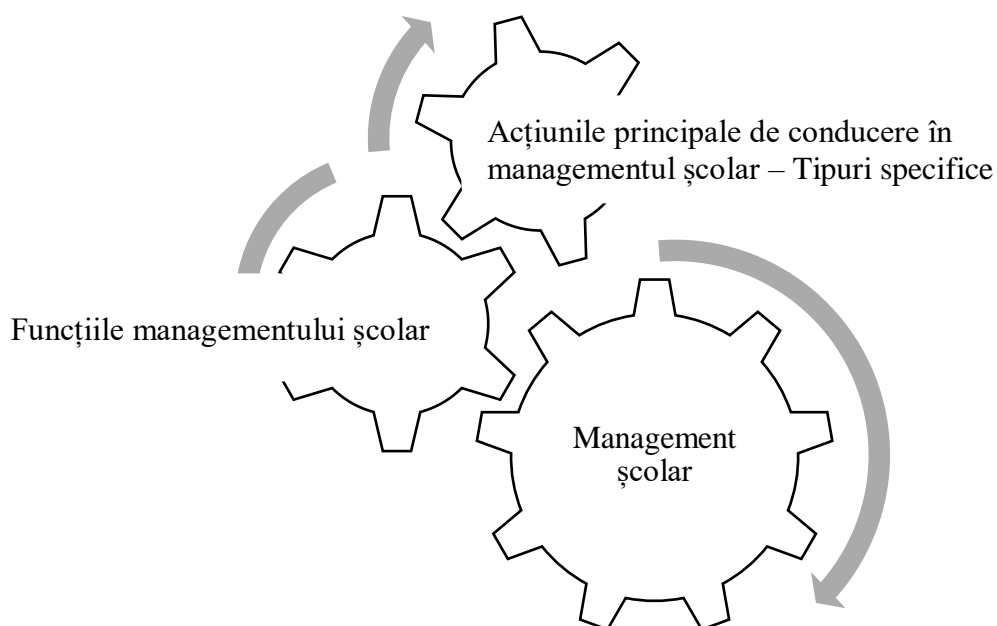 Acțiunile principale de conducere în
managementul școlar – Tipuri specifice
Funcțiile managementului școlar
Management
școlar